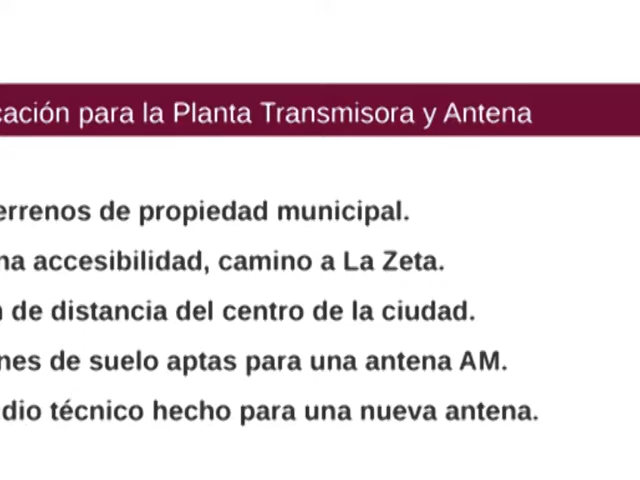 cación para la Planta Transmisora y Antena
errenos de propiedad municipal.
na accesibilidad, camino a La Zeta.
de distancia del centro de la ciudad.
nes de suelo aptas para una antena AM.
dio técnico hecho para una nueva antena.